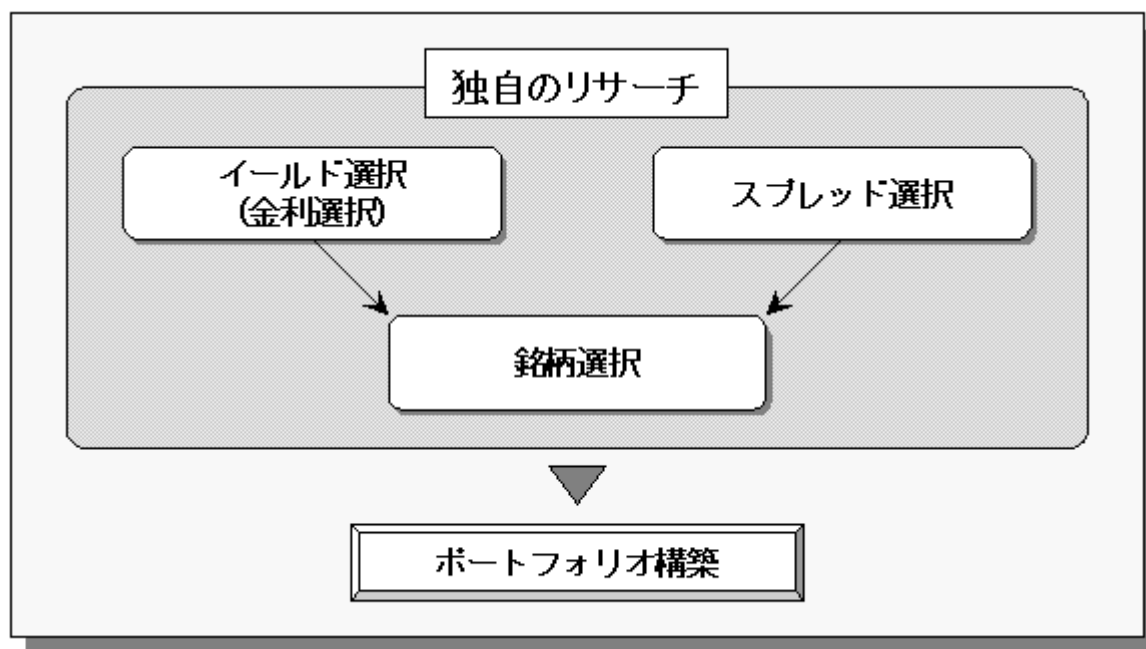 独自のリサーチ
イールド選択
(金利選択)
スプレッド選択
銘柄選択
ポートフォリオ構築